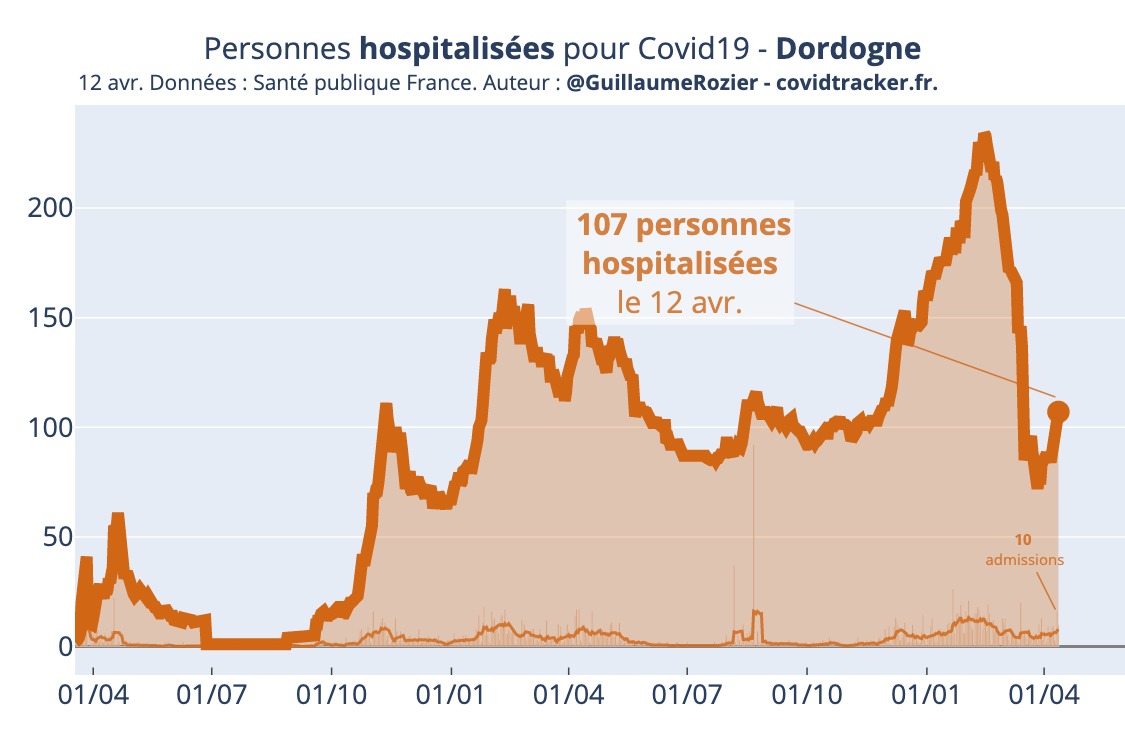 Personnes hospitalisées pour Covid19 - Dordogne
12 avr. Données : Santé publique France. Auteur : @GuillaumeRozier - covidtracker.fr.
200
150
100
50
0
107 personnes
hospitalisées
le 12 avr.
10
admissions
01/04 01/07 01/10 01/01 01/04 01/07 01/10 01/01 01/04